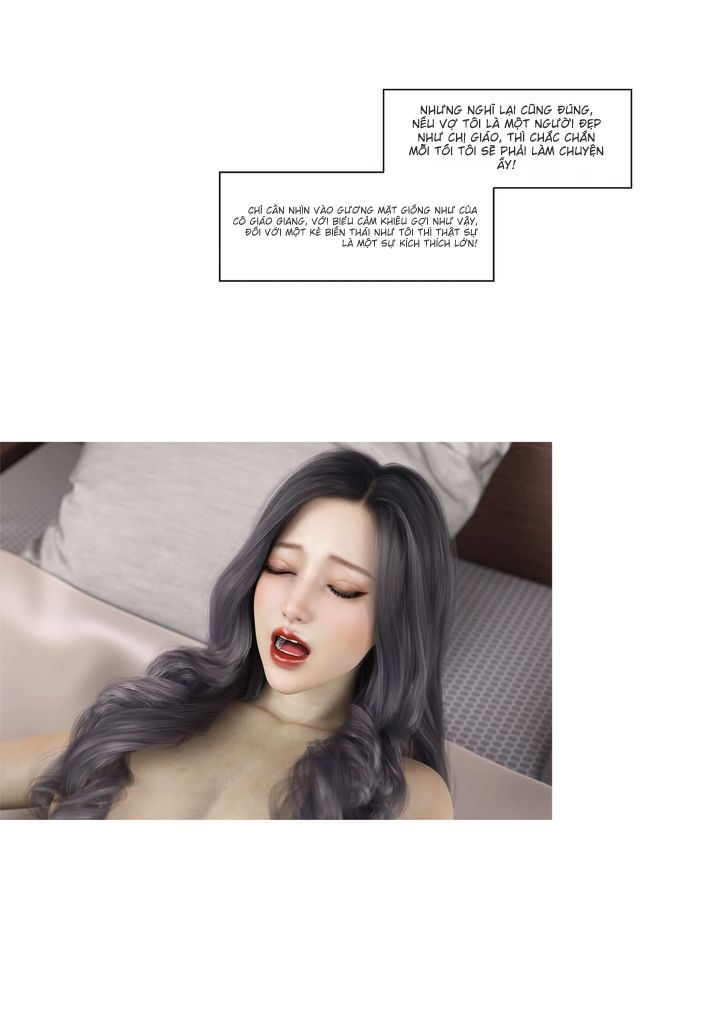 NHƯNG NGHĨ LẠI CŨNG ĐÚNG,
NẾU VỢ TÔI LÀ MỘT NGƯỜI ĐẸP
NHƯ CHỊ GIÁO, THÌ CHẮC CHẮN
MỖI TỐI TÔI SẼ PHẢI LÀM CHUYỆN
ẤY!
CHỈ CẦN NHÌN VÀO GƯƠNG MẶT GIỐNG NHƯ CỦA
CÔ GIÁO GIANG, VỚI BIỂU CẢM KHIÊU GỢI NHƯ VẬY,
ĐỐI VỚI MỘT KẺ BIẾN THÁI NHƯ TÔI THÌ THẬT SỰ
LÀ MỘT SỰ KÍCH THÍCH LỚN!